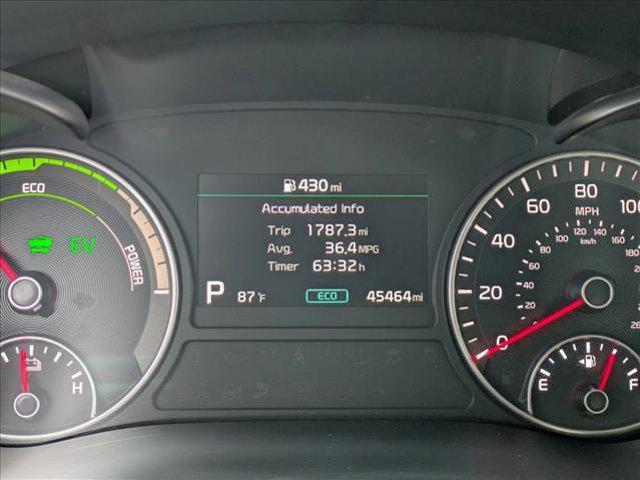 430 mi
Accumulated Info
Trip 1787.3 mi
Avg. 36.4 MPG
Timer 63:32 h
P 87°F ECO 45464 mi
ECO
EV
POWER
H
0 20 40 60 80 100
MPH
km/h
20 40 60 80 100 120 140 160 180
E F